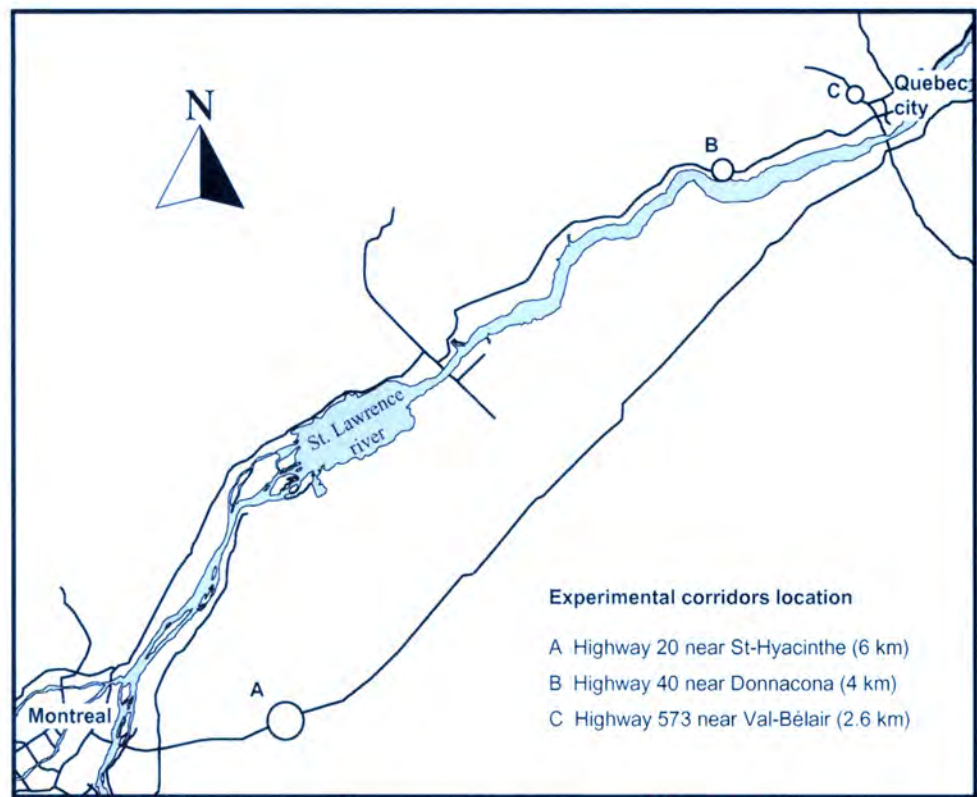 N
C
Quebec
city
B
St. Lawrence
river
A
Montreal
Experimental corridors location
A Highway 20 near St-Hyacinthe (6 km)
B Highway 40 near Donnacona (4 km)
C Highway 573 near Val-Bélair (2.6 km)